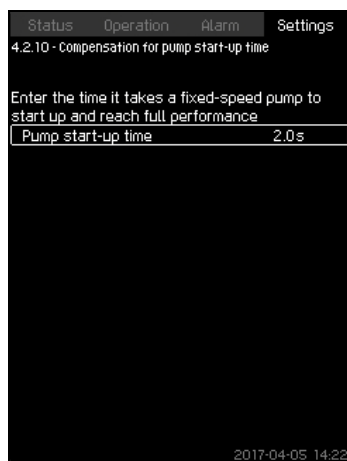 Status Operation Alarm Settings
4.2.10 - Compensation for pump start-up time
Enter the time it takes a fixed-speed pump to
start up and reach full performance
Pump start-up time 2.0s
2017-04-05 14:22